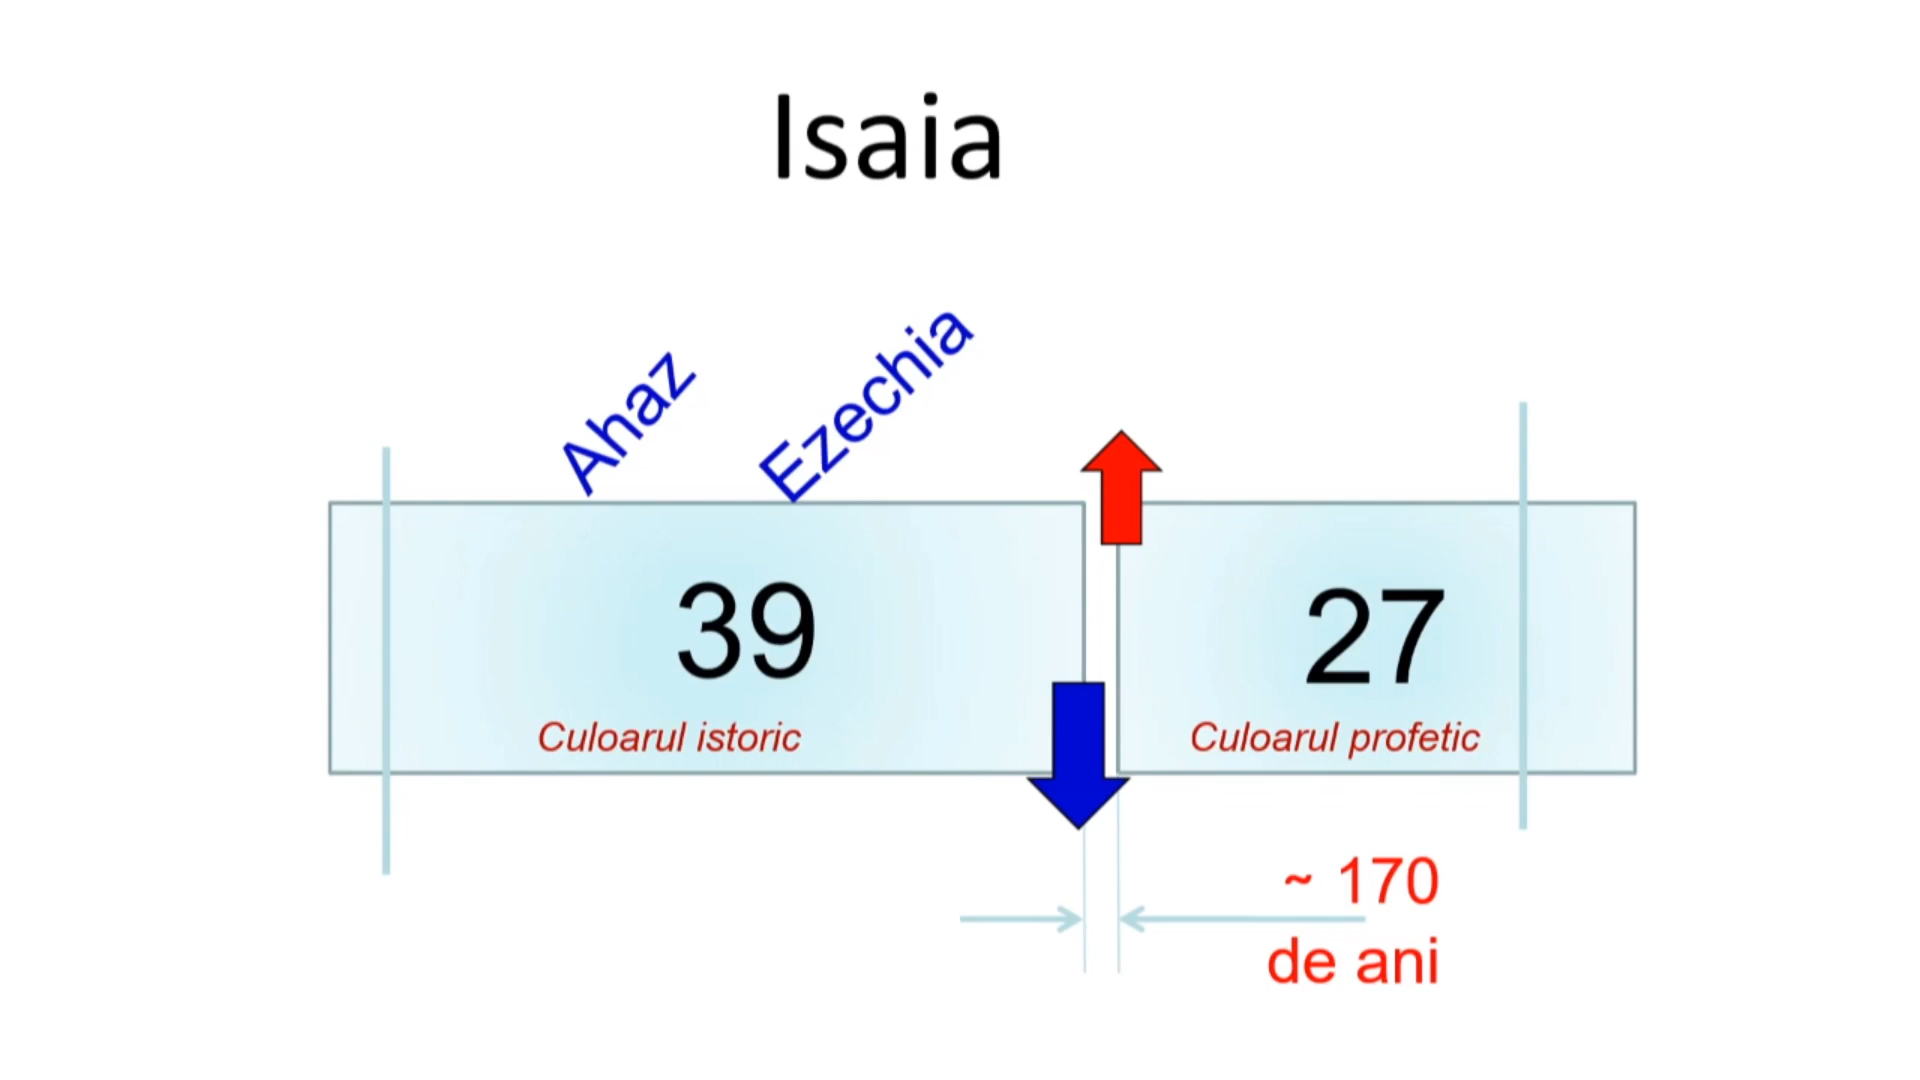 Isaia
Ahaz
Ezechia
39
27
Culoarul istoric
Culoarul profetic
~ 170
de ani